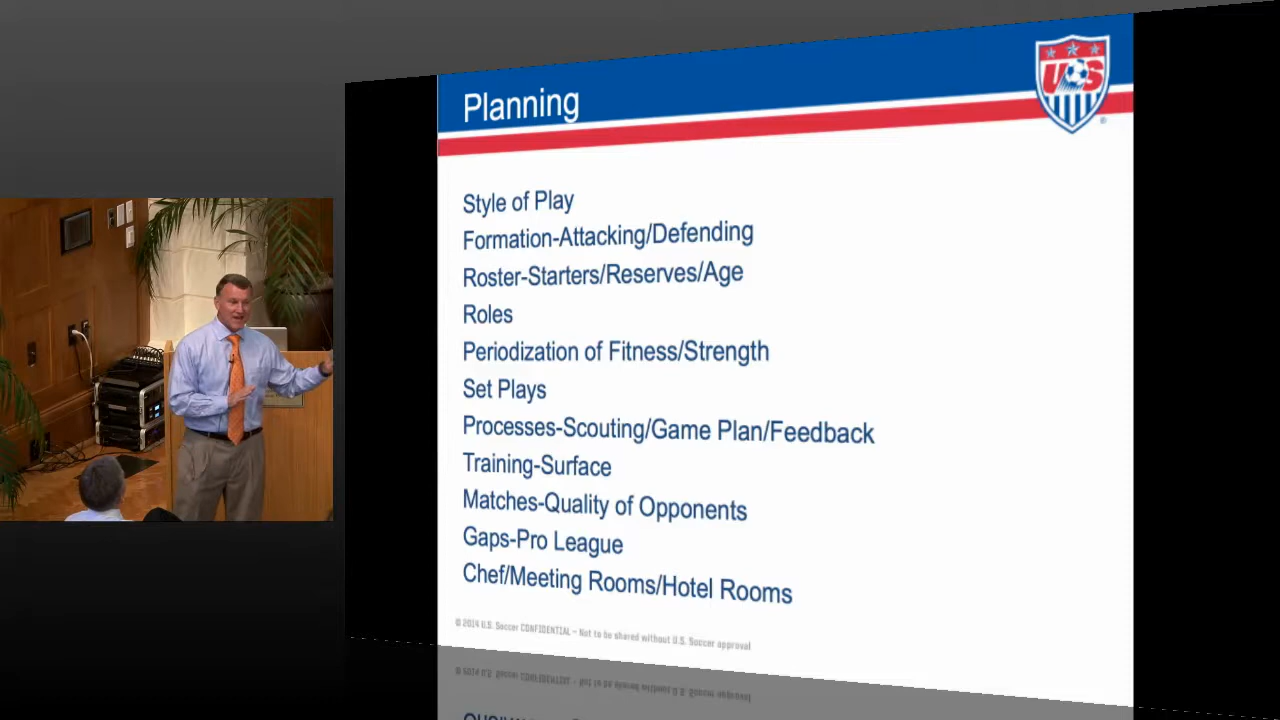 Planning
US
Style of Play
Formation-Attacking/Defending
Roster-Starters/Reserves/Age
Roles
Periodization of Fitness/Strength
Set Plays
Processes-Scouting/Game Plan/Feedback
Training-Surface
Matches-Quality of Opponents
Gaps-Pro League
Chef/Meeting Rooms/Hotel Rooms
© 2014 U.S. Soccer CONFIDENTIAL – Not to be shared without U.S. Soccer approval